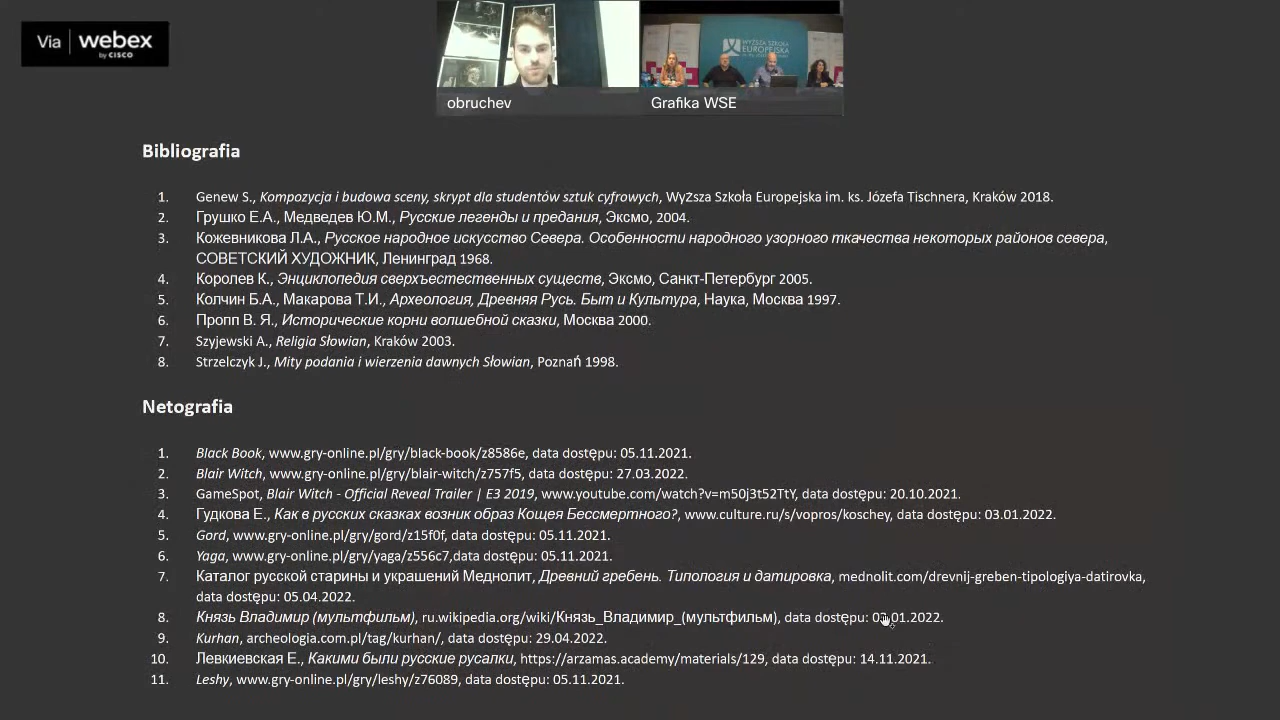 Via webex
by CISCO
WYŻSZA SZKOŁA
EUROPEJSKA
obruchev
Grafika WSE
Bibliografia
1. Genew S., Kompozycja i budowa sceny, skrypt dla studentów sztuk cyfrowych, Wyższa Szkoła Europejska im. ks. Józefa Tischnera, Kraków 2018.
2. Грушко Е.А., Медведев Ю.М., Русские легенды и предания, Эксмо, 2004.
3. Кожевникова Л.А., Русское народное искусство Севера. Особенности народного узорного ткачества некоторых районов севера,
СОВЕТСКИЙ ХУДОЖНИК, Ленинград 1968.
4. Королев К., Энциклопедия сверхъестественных существ, Эксмо, Санкт-Петербург 2005.
5. Колчин Б.А., Макарова Т.И., Археология, Древняя Русь. Быт и Культура, Наука, Москва 1997.
6. Пропп В. Я., Исторические корни волшебной сказки, Москва 2000.
7. Szyjewski A., Religia Słowian, Kraków 2003.
8. Strzelczyk J., Mity podania i wierzenia dawnych Słowian, Poznań 1998.
Netografia
1. Black Book, www.gry-online.pl/gry/black-book/z8586e, data dostępu: 05.11.2021.
2. Blair Witch, www.gry-online.pl/gry/blair-witch/z757f5, data dostępu: 27.03.2022.
3. GameSpot, Blair Witch - Official Reveal Trailer | E3 2019, www.youtube.com/watch?v=m50j3t52TtY, data dostępu: 20.10.2021.
4. Гудкова Е., Как в русских сказках возник образ Кощея Бессмертного?, www.culture.ru/s/vopros/koschey, data dostępu: 03.01.2022.
5. Gord, www.gry-online.pl/gry/gord/z15f0f, data dostępu: 05.11.2021.
6. Yaga, www.gry-online.pl/gry/yaga/z556c7,data dostępu: 05.11.2021.
7. Каталог русской старины и украшений Меднолит, Древний гребень. Типология и датировка, mednolit.com/drevnij-greben-tipologiya-datirovka,
data dostępu: 05.04.2022.
8. Князь Владимир (мультфильм), ru.wikipedia.org/wiki/Князь_Владимир_(мультфильм), data dostępu: 03.01.2022.
9. Kurhan, archeologia.com.pl/tag/kurhan/, data dostępu: 29.04.2022.
10. Левкиевская Е., Какими были русские русалки, https://arzamas.academy/materials/129, data dostępu: 14.11.2021.
11. Leshy, www.gry-online.pl/gry/leshy/z76089, data dostępu: 05.11.2021.